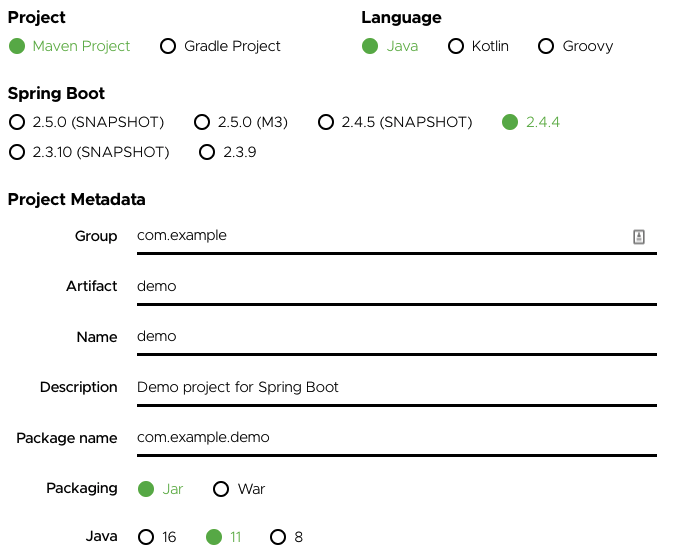 Project Language
Maven Project Gradle Project Java Kotlin Groovy
Spring Boot
2.5.0 (SNAPSHOT) 2.5.0 (M3) 2.4.5 (SNAPSHOT) 2.4.4
2.3.10 (SNAPSHOT) 2.3.9
Project Metadata
Group com.example
Artifact demo
Name demo
Description Demo project for Spring Boot
Package name com.example.demo
Packaging Jar War
Java 16 11 8